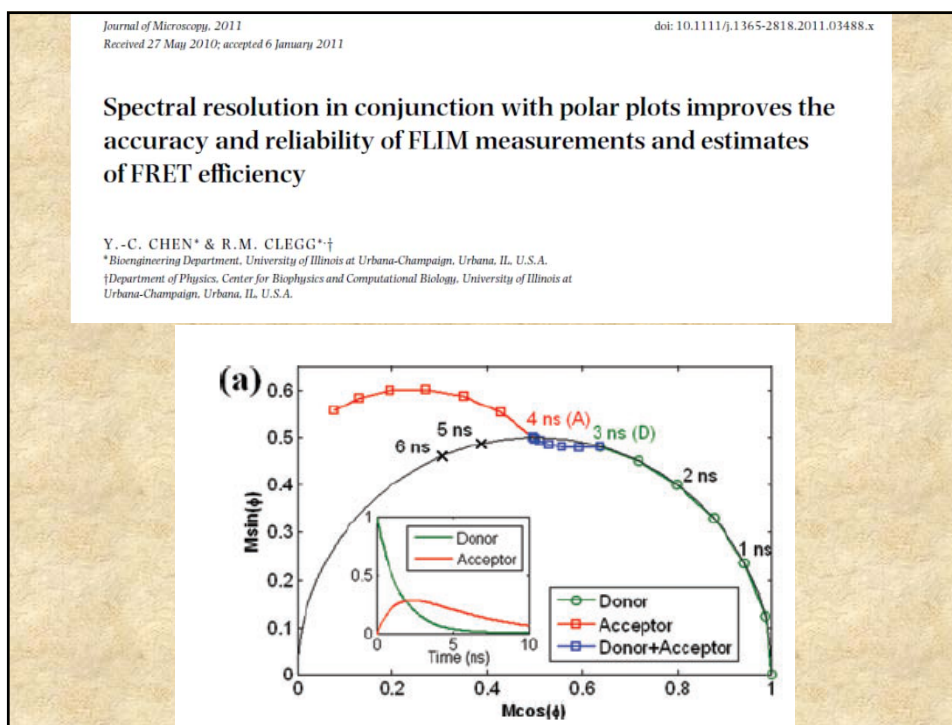 Journal of Microscopy, 2011
doi: 10.1111/j.1365-2818.2011.03488.x
Received 27 May 2010; accepted 6 January 2011
Spectral resolution in conjunction with polar plots improves the
accuracy and reliability of FLIM measurements and estimates
of FRET efficiency
Y.-C. CHEN* & R.M. CLEGG*,†
*Bioengineering Department, University of Illinois at Urbana-Champaign, Urbana, IL, U.S.A.
†Department of Physics, Center for Biophysics and Computational Biology, University of Illinois at
Urbana-Champaign, Urbana, IL, U.S.A.
(a)
Msin(ϕ)
0.6
0.5
0.4
0.3
0.2
0.1
0
4 ns (A)
3 ns (D)
5 ns
6 ns
2 ns
1 ns
1
0.5
0
Donor
Acceptor
0
5
10
Time (ns)
Donor
Acceptor
Donor+Acceptor
0
0.2
0.4
0.6
0.8
1
Mcos(ϕ)